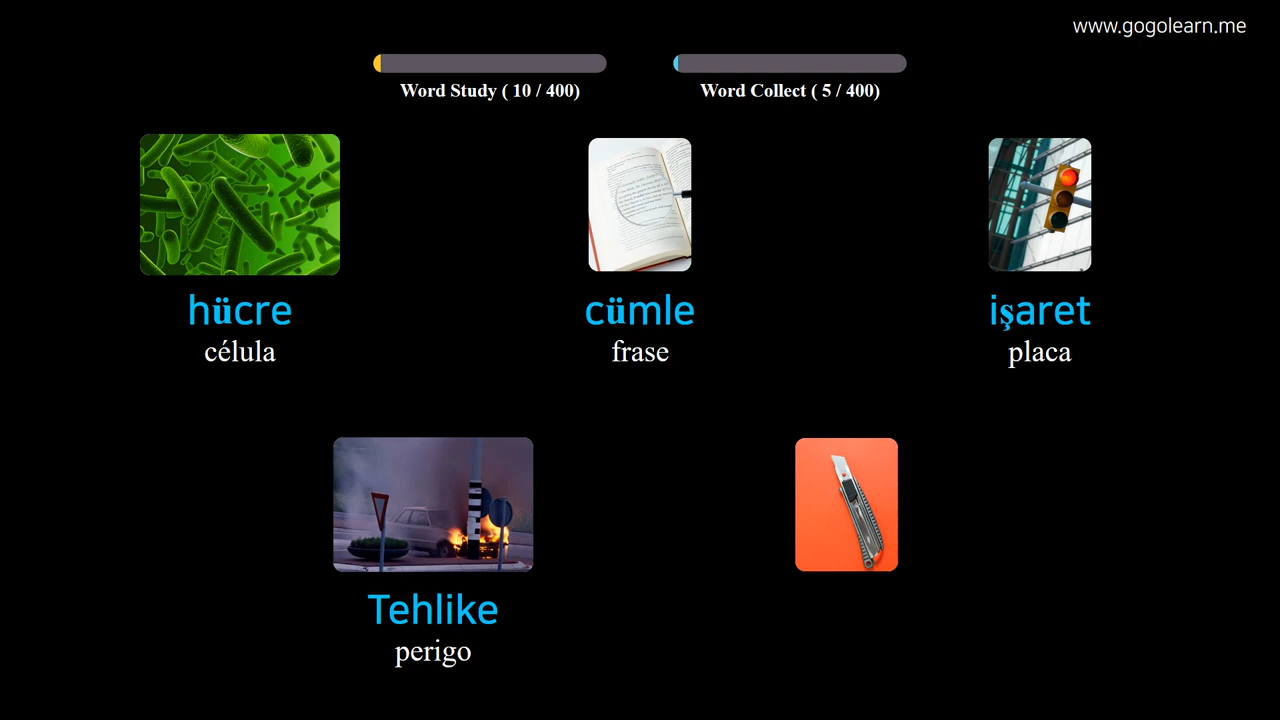 www.gogolearn.me
Word Study ( 10 / 400)
Word Collect ( 5 / 400)
hücre
célula
cümle
frase
işaret
placa
Tehlike
perigo